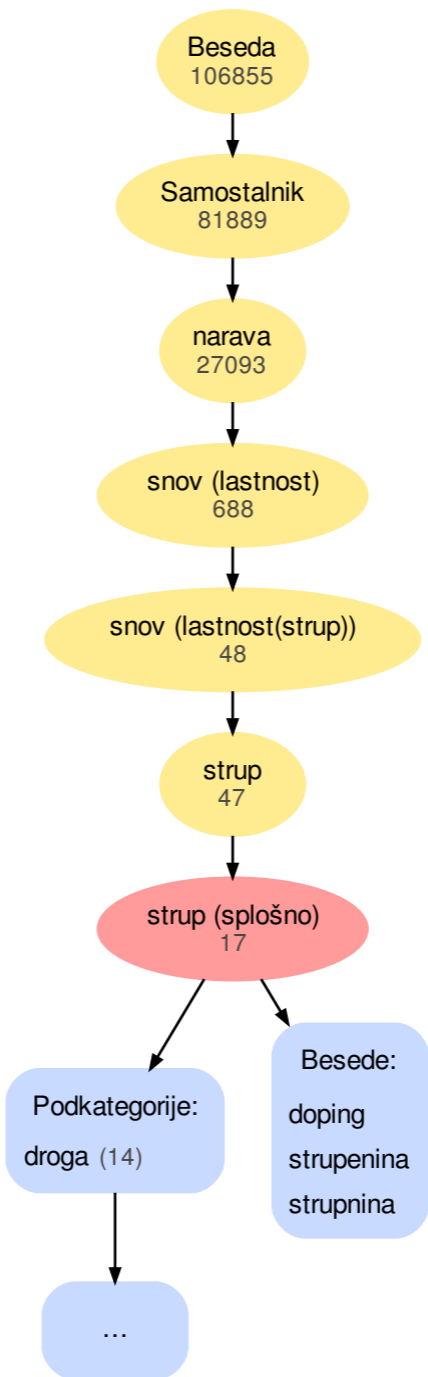 Beseda
106855
Samostalnik
81889
narava
27093
snov (lastnost)
688
snov (lastnost(strup))
48
strup
47
strup (splošno)
17
Podkategorije:
droga (14)
...
Besede:
doping
strupenina
strupnina